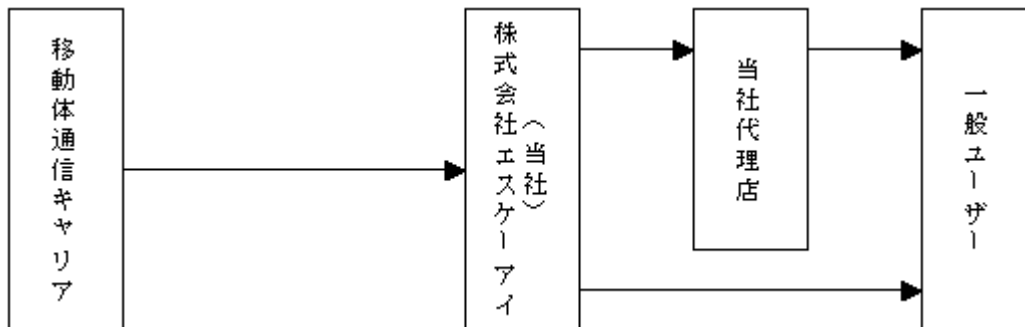 移動体通信キャリア
株式会社エスケーアイ
（当社）
当社代理店
一般ユーザー